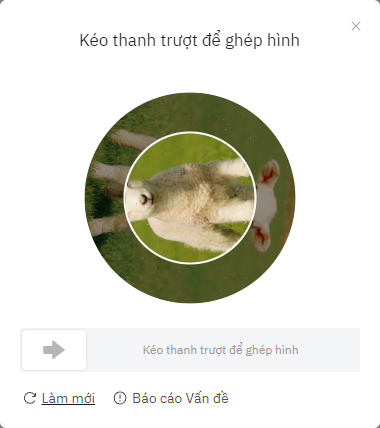 Kéo thanh trượt để ghép hình
Kéo thanh trượt để ghép hình
Làm mới Báo cáo Vấn đề